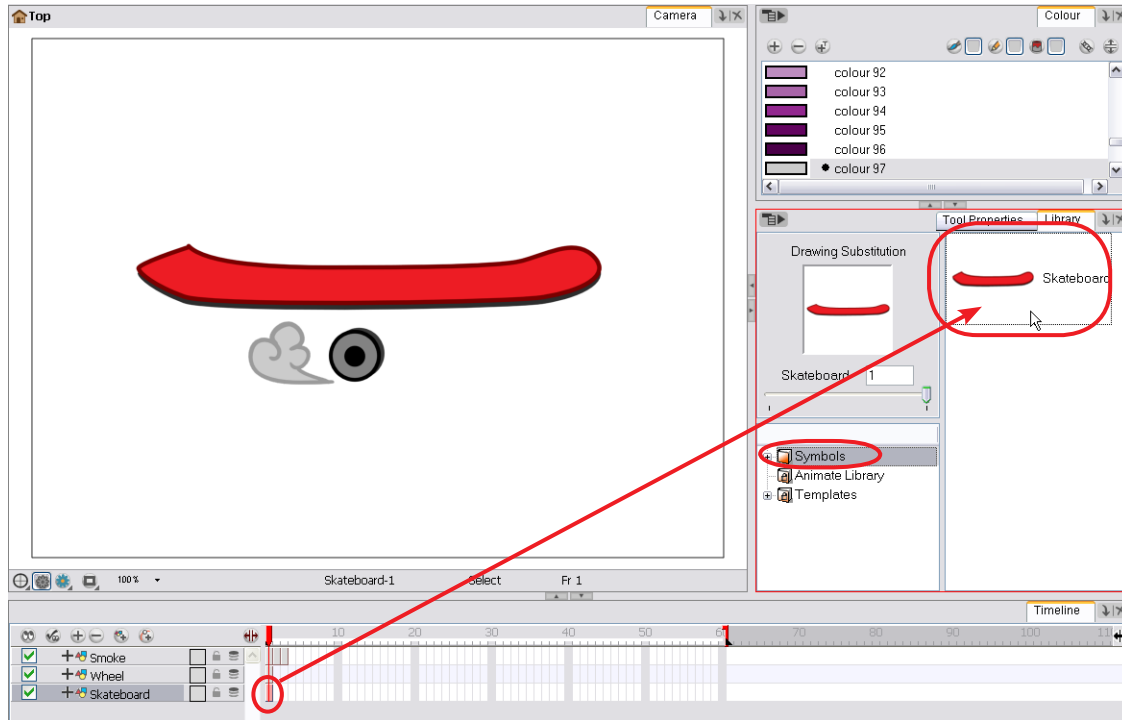 Top
Camera
Colour
colour 92
colour 93
colour 94
colour 95
colour 96
colour 97
Tool Properties
Library
Drawing Substitution
Skateboard
Skateboard 1
Symbols
Animate Library
Templates
100% Skateboard-1 Select Fr 1
Timeline
10 20 30 40 50 60 70 80 90 100
Smoke
Wheel
Skateboard